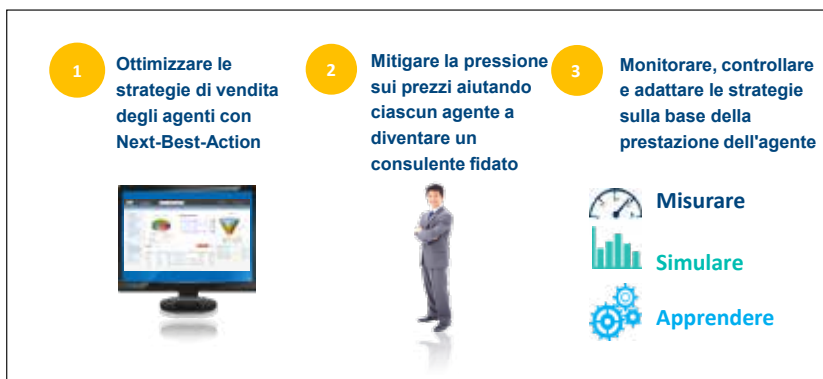 1
Ottimizzare le
strategie di vendita
degli agenti con
Next-Best-Action
2
Mitigare la pressione
sui prezzi aiutando
ciascun agente a
diventare un
consulente fidato
3
Monitorare, controllare
e adattare le strategie
sulla base della
prestazione dell'agente
Misurare
Simulare
Apprendere